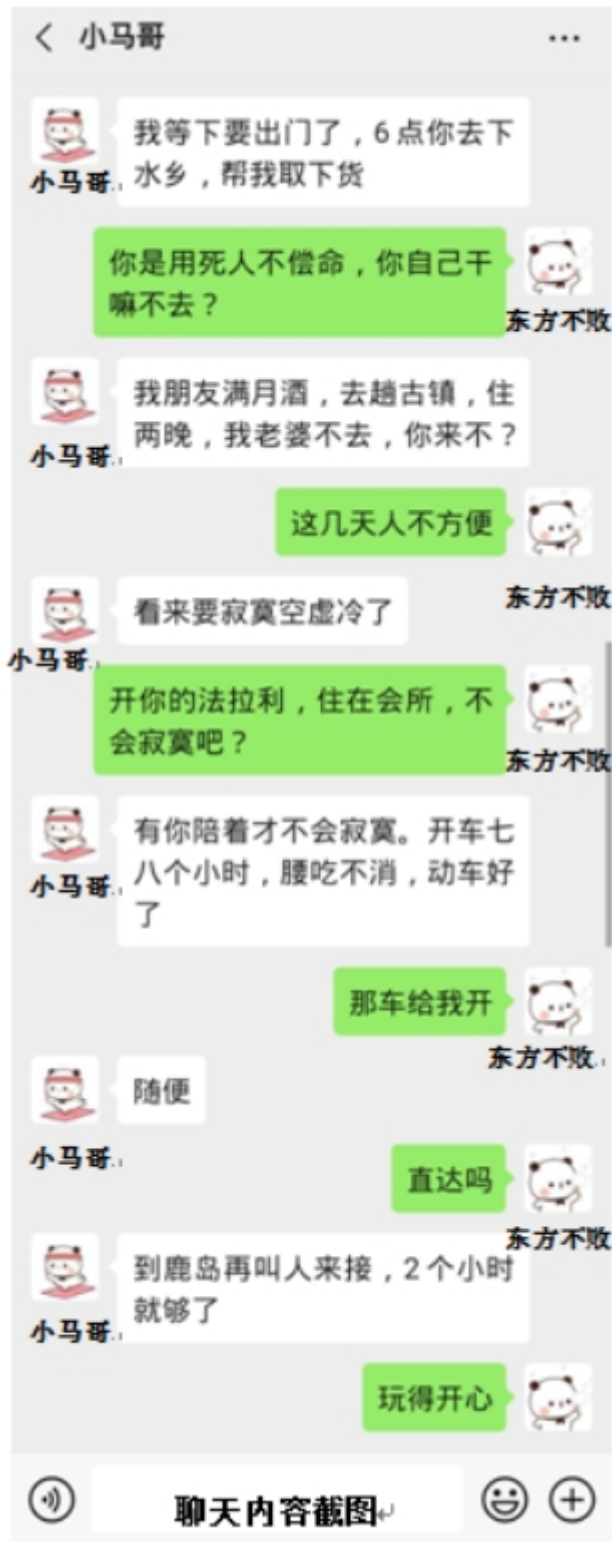 小马哥
我等下要出门了，6点你去下
水乡，帮我取下货
小马哥
你是用死人不偿命，你自己干
嘛不去？
东方不败
我朋友满月酒，去趟古镇，住
两晚，我老婆不去，你来不？
小马哥
这几天人不方便
东方不败
看来要寂寞空虚冷了
小马哥
开你的法拉利，住在会所，不
会寂寞吧？
东方不败
有你陪着才不会寂寞。开车七
八个小时，腰吃不消，动车好
了
小马哥
那车给我开
东方不败
随便
小马哥
直达吗
东方不败
到鹿岛再叫人来接，2个小时
就够了
小马哥
玩得开心
聊天内容截图